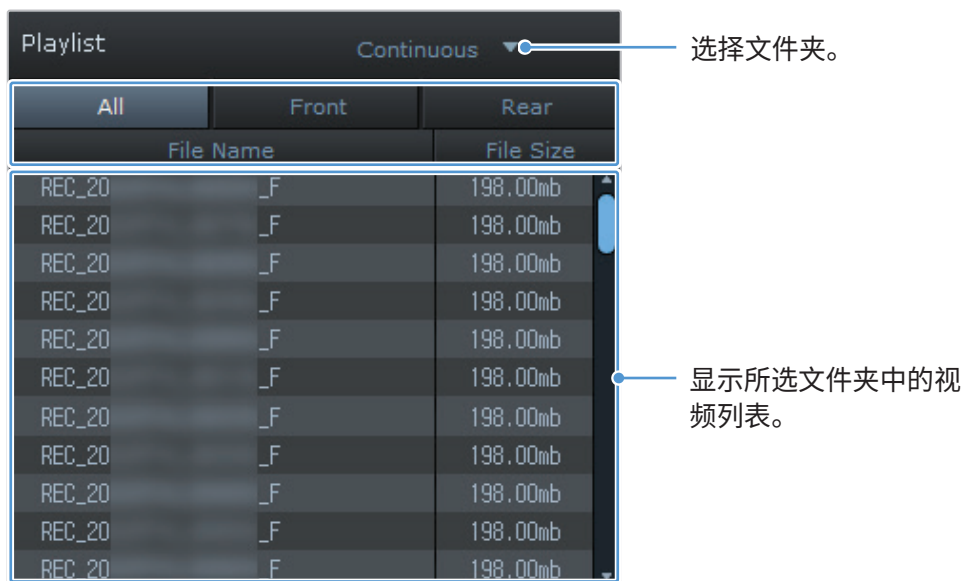 Playlist Continuous
选择文件夹。
All Front Rear
File Name File Size
REC_20 _F 198.00mb
REC_20 _F 198.00mb
REC_20 _F 198.00mb
REC_20 _F 198.00mb
REC_20 _F 198.00mb
REC_20 _F 198.00mb
显示所选文件夹中的视
频列表。
REC_20 _F 198.00mb
REC_20 _F 198.00mb
REC_20 _F 198.00mb
REC_20 _F 198.00mb
REC_20 _F 198.00mb